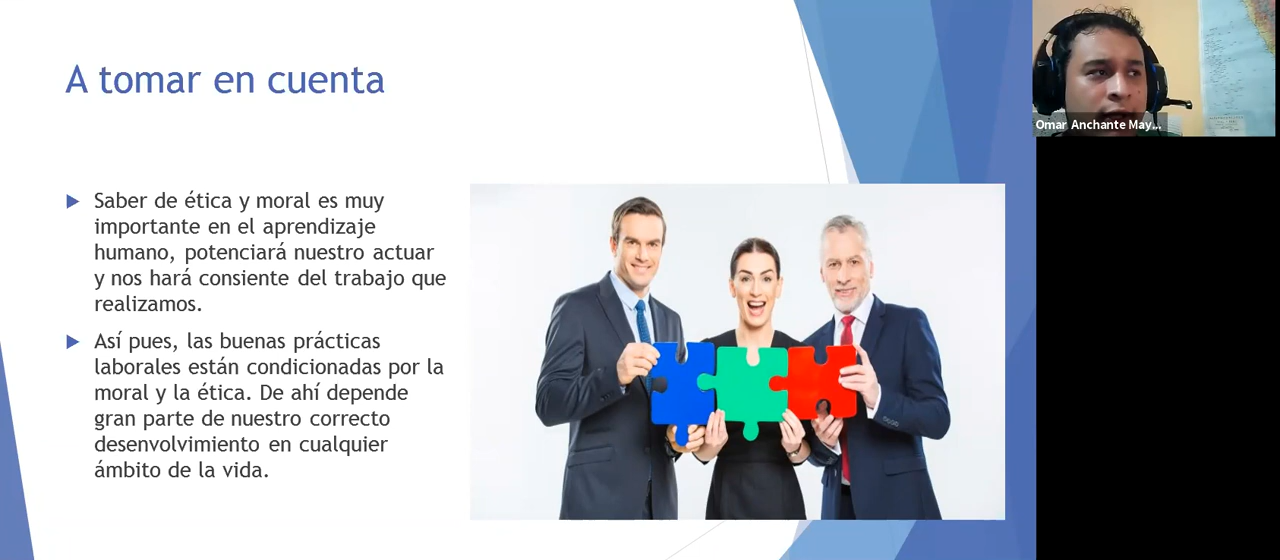 A tomar en cuenta
Saber de ética y moral es muy
importante en el aprendizaje
humano, potenciará nuestro actuar
y nos hará consiente del trabajo que
realizamos.
Así pues, las buenas prácticas
laborales están condicionadas por la
moral y la ética. De ahí depende
gran parte de nuestro correcto
desenvolvimiento en cualquier
ámbito de la vida.
Omar Anchante May...